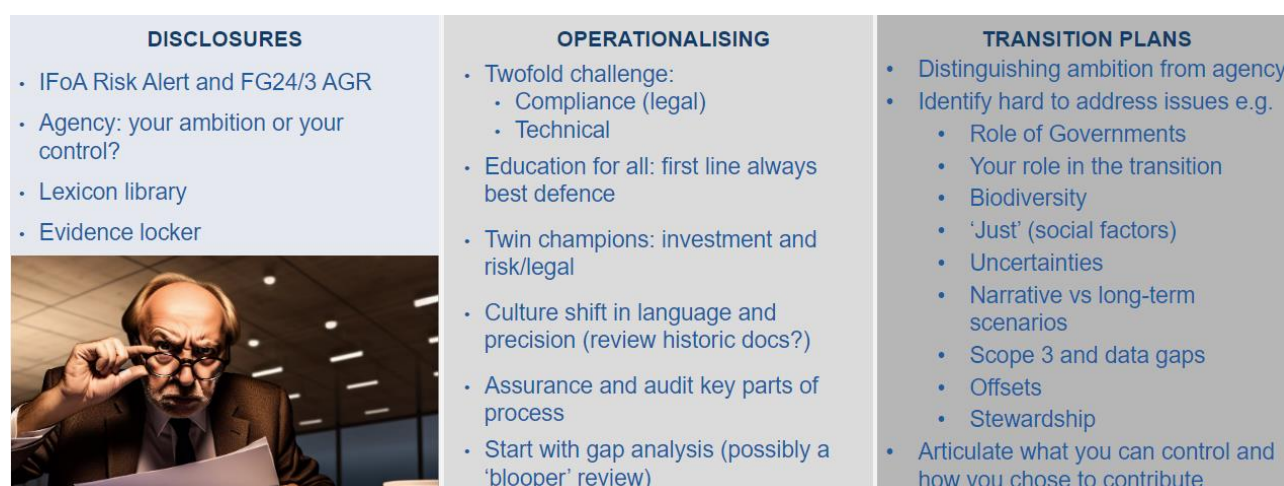 DISCLOSURES
• IFoA Risk Alert and FG24/3 AGR
• Agency: your ambition or your
control?
• Lexicon library
• Evidence locker
OPERATIONALISING
• Twofold challenge:
• Compliance (legal)
• Technical
• Education for all: first line always
best defence
• Twin champions: investment and
risk/legal
• Culture shift in language and
precision (review historic docs?)
• Assurance and audit key parts of
process
• Start with gap analysis (possibly a
'blooper' review)
TRANSITION PLANS
• Distinguishing ambition from agency
• Identify hard to address issues e.g.
• Role of Governments
• Your role in the transition
• Biodiversity
• ‘Just’ (social factors)
• Uncertainties
• Narrative vs long-term
scenarios
• Scope 3 and data gaps
• Offsets
• Stewardship
• Articulate what you can control and
how you chose to contribute